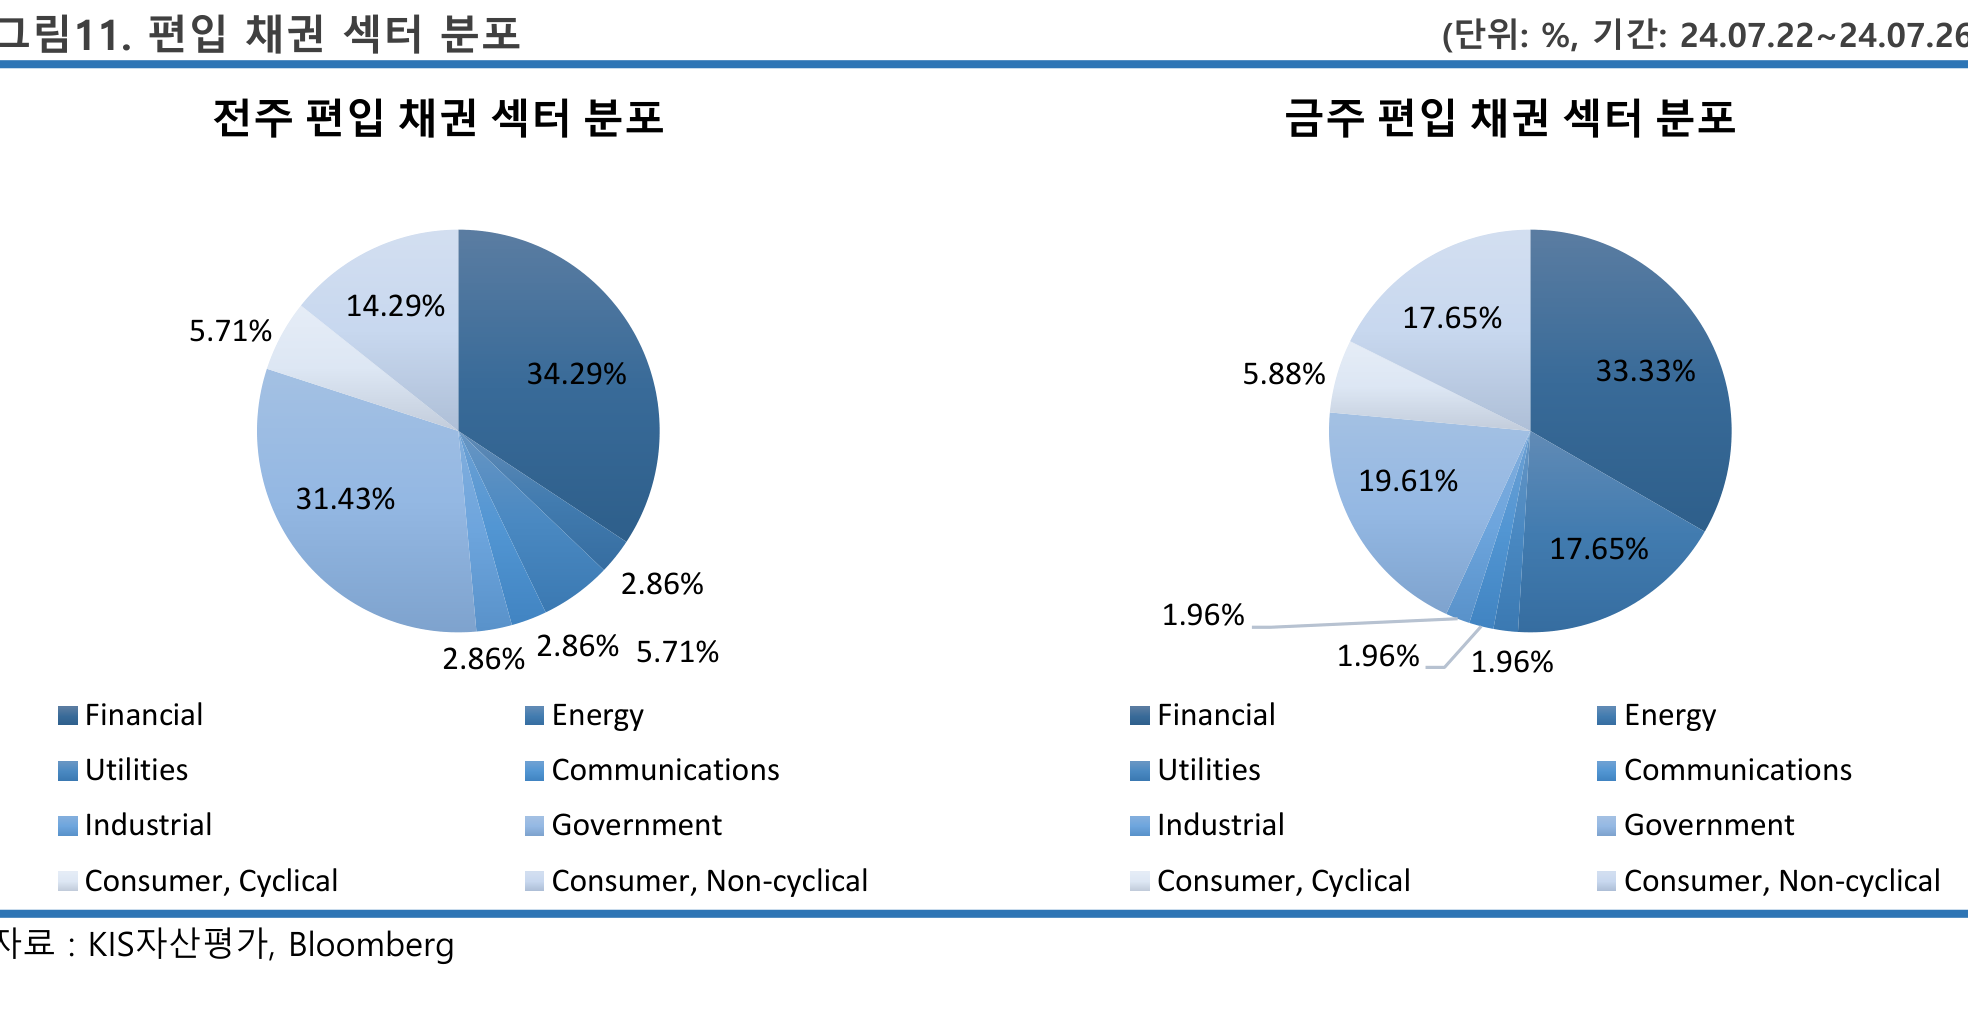 그림11. 편입 채권 섹터 분포
(단위: %, 기간: 24.07.22~24.07.26
전주 편입 채권 섹터 분포
14.29%
5.71%
34.29%
31.43%
2.86%
2.86% 2.86% 5.71%
Financial Energy
Utilities Communications
Industrial Government
Consumer, Cyclical Consumer, Non-cyclical
금주 편입 채권 섹터 분포
17.65%
5.88%
33.33%
19.61%
17.65%
1.96%
1.96% 1.96%
Financial Energy
Utilities Communications
Industrial Government
Consumer, Cyclical Consumer, Non-cyclical
자료 : KIS자산평가, Bloomberg